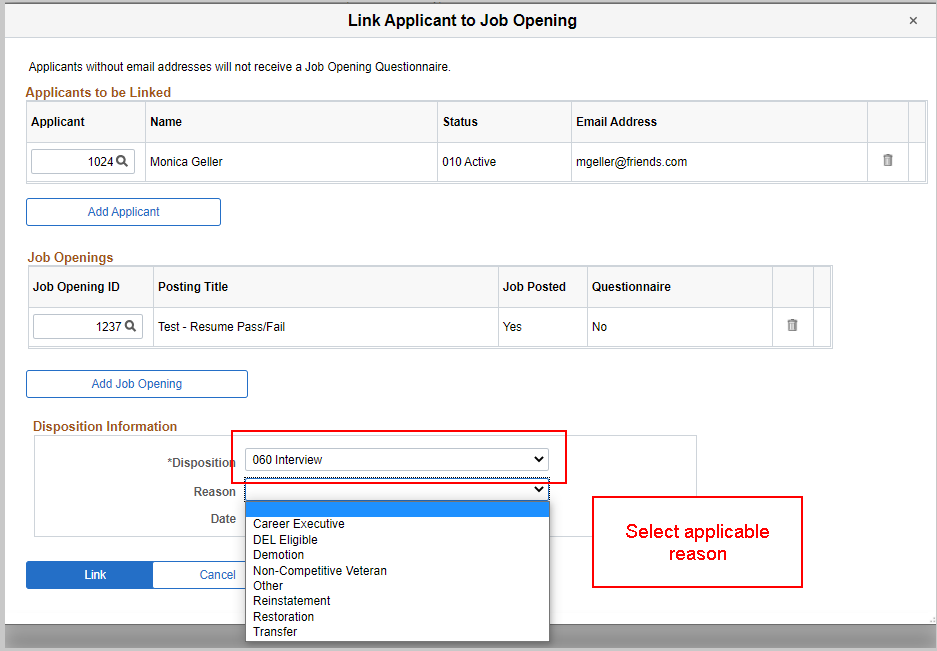 Link Applicant to Job Opening
×
Applicants without email addresses will not receive a Job Opening Questionnaire.
Applicants to be Linked
Applicant Name Status Email Address
1024 Monica Geller 010 Active mgeller@friends.com
Add Applicant
Job Openings
Job Opening ID Posting Title Job Posted Questionnaire
1237 Test - Resume Pass/Fail Yes No
Add Job Opening
Disposition Information
*Disposition 060 Interview
Reason
Date
Career Executive
DEL Eligible
Demotion
Non-Competitive Veteran
Other
Reinstatement
Restoration
Transfer
Select applicable
reason
Link Cancel